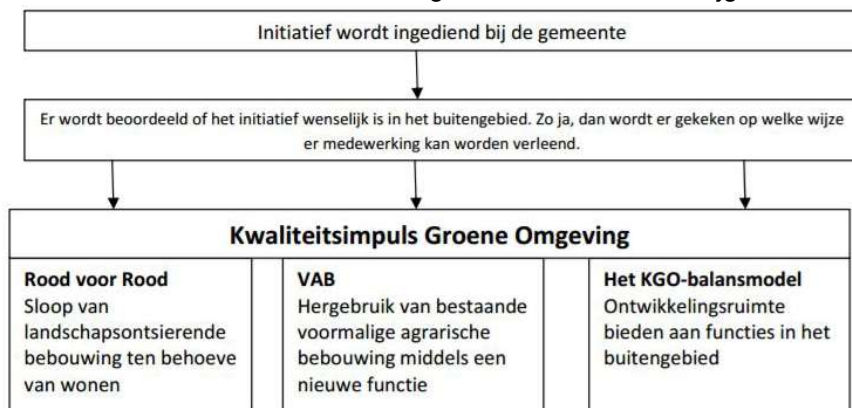 Initiatief wordt ingediend bij de gemeente
Er wordt beoordeeld of het initiatief wenselijk is in het buitengebied. Zo ja, dan wordt er gekeken op welke wijze
er medewerking kan worden verleend.
Kwaliteitsimpuls Groene Omgeving
Rood voor Rood
Sloop van
landschapsontsierende
bebouwing ten behoeve
van wonen
VAB
Hergebruik van bestaande
voormalige agrarische
bebouwing middels een
nieuwe functie
Het KGO-balansmodel
Ontwikkelingsruimte
bieden aan functies in het
buitengebied